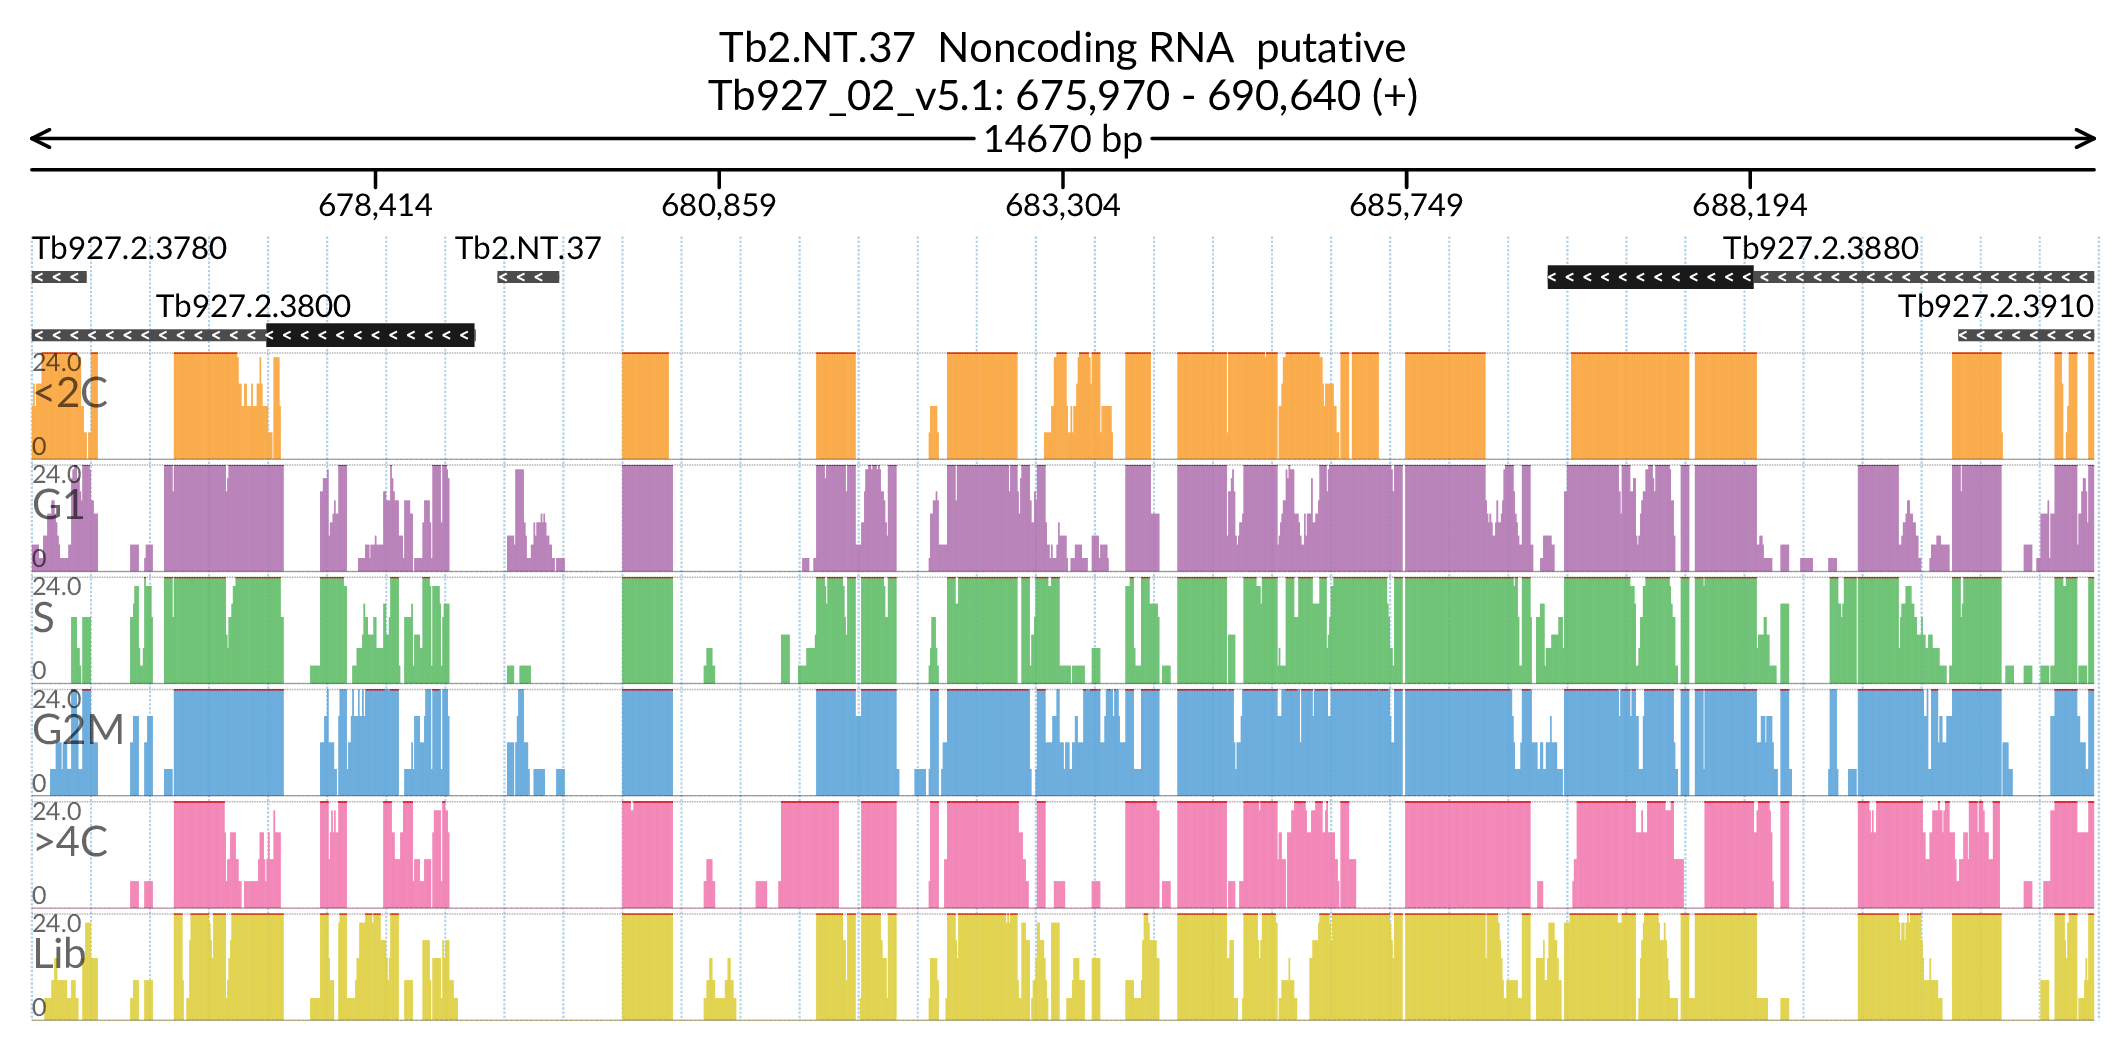 Tb2.NT.37  Noncoding RNA  putative
Tb927_02_v5.1: 675,970 - 690,640 (+)
14670 bp
678,414 680,859 683,304 685,749 688,194
Tb927.2.3780 Tb2.NT.37 Tb927.2.3880
Tb927.2.3800 Tb927.2.3910
24.0
<2C
0
24.0
G1
0
24.0
S
0
24.0
G2M
0
24.0
>4C
0
24.0
Lib
0